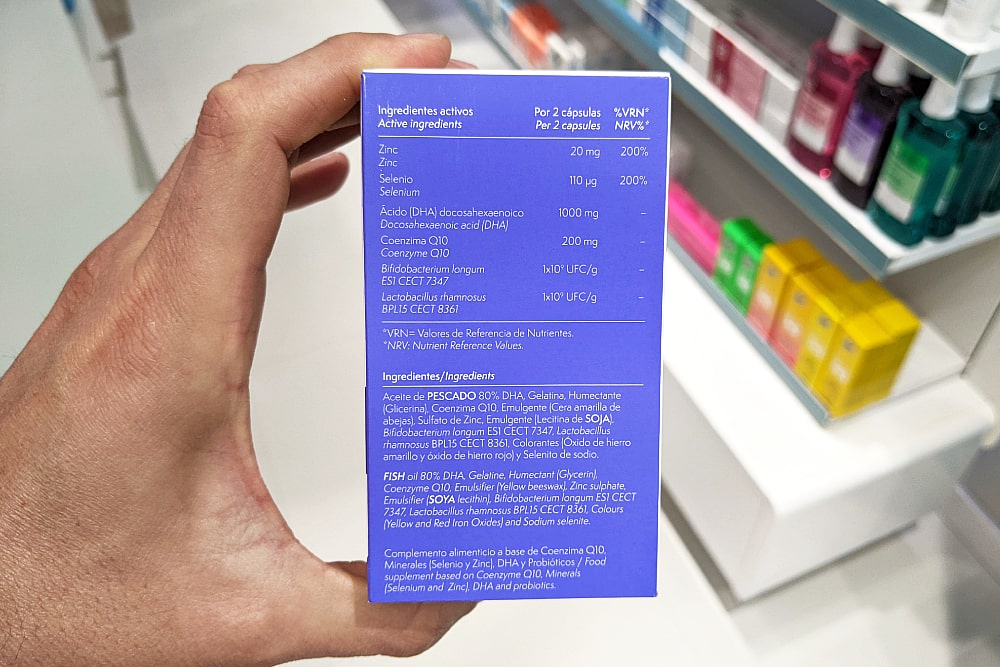 Ingredientes activos Por 2 cápsulas %VRN*
Active ingredients Per 2 capsules NRV%*
Zinc 20 mg 200%
Zinc
Selenio 110 µg 200%
Selenium
Ácido (DHA) docosahexaenoico 1000 mg –
Docosahexaenoic acid (DHA)
Coenzima Q10 200 mg –
Coenzyme Q10
Bifidobacterium longum 1x10⁹ UFC/g –
ES1 CECT 7347
Lactobacillus rhamnosus 1x10⁹ UFC/g –
BPL15 CECT 8361
*VRN= Valores de Referencia de Nutrientes.
*NRV: Nutrient Reference Values.
Ingredientes/Ingredients
Aceite de PESCADO 80% DHA, Gelatina, Humectante
(Glicerina), Coenzima Q10, Emulgente (Cera amarilla de
abejas), Sulfato de Zinc, Emulgente (Lecitina de SOJA),
Bifidobacterium longum ES1 CECT 7347, Lactobacillus
rhamnosus BPL15 CECT 8361, Colorantes (Óxido de hierro
amarillo y óxido de hierro rojo) y Selenito de sodio.
FISH oil 80% DHA, Gelatine, Humectant (Glycerin),
Coenzyme Q10, Emulsifier (Yellow beeswax), Zinc sulphate,
Emulsifier (SOYA lecithin), Bifidobacterium longum ES1 CECT
7347, Lactobacillus rhamnosus BPL15 CECT 8361, Colours
(Yellow and Red Iron Oxides) and Sodium selenite.
Complemento alimenticio a base de Coenzima Q10,
Minerales (Selenio y Zinc), DHA y Probióticos / Food
supplement based on Coenzyme Q10, Minerals
(Selenium and Zinc), DHA and probiotics.